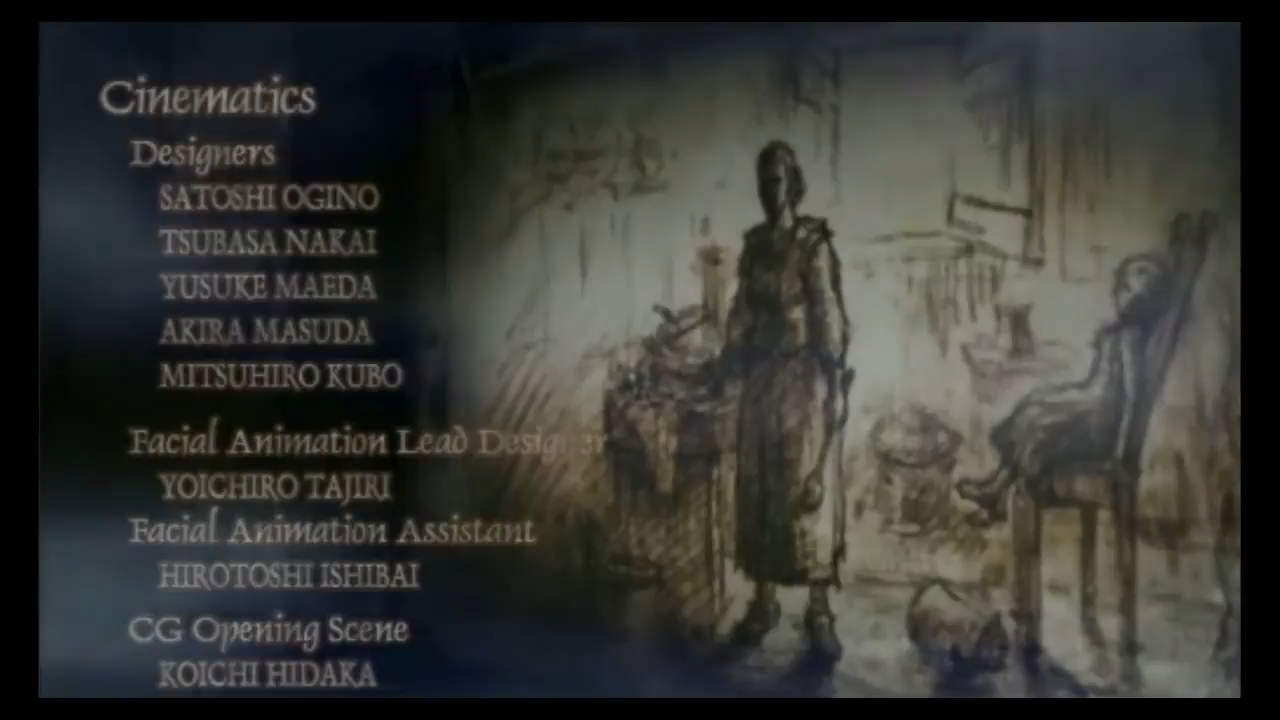 Cinematics
Designers
SATOSHI OGINO
TSUBASA NAKAI
YUSUKE MAEDA
AKIRA MASUDA
MITSUHIRO KUBO
Facial Animation Lead Designer
YOICHIRO TAJIRI
Facial Animation Assistant
HIROTOSHI ISHIBAI
CG Opening Scene
KOICHI HIDAKA